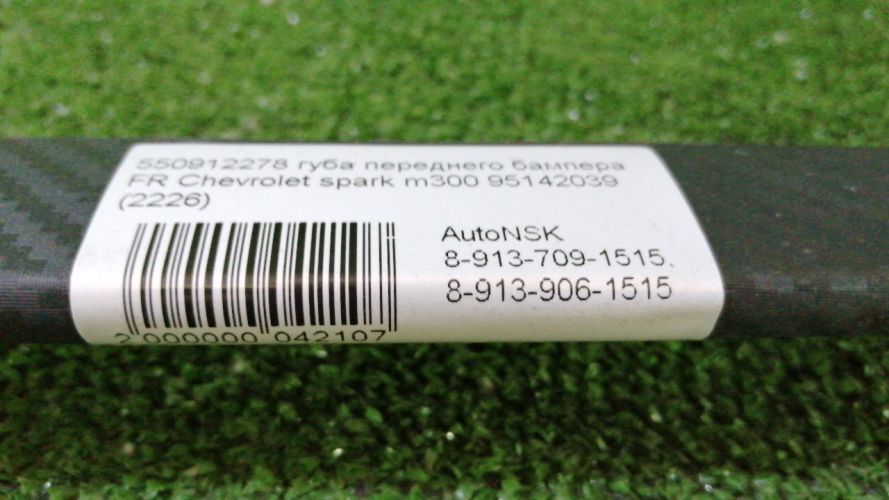 550912278 губа переднего бампера
FR Chevrolet spark m300 95142039
(2226)
AutoNSK
8-913-709-1515,
8-913-906-1515
2 000000 042107